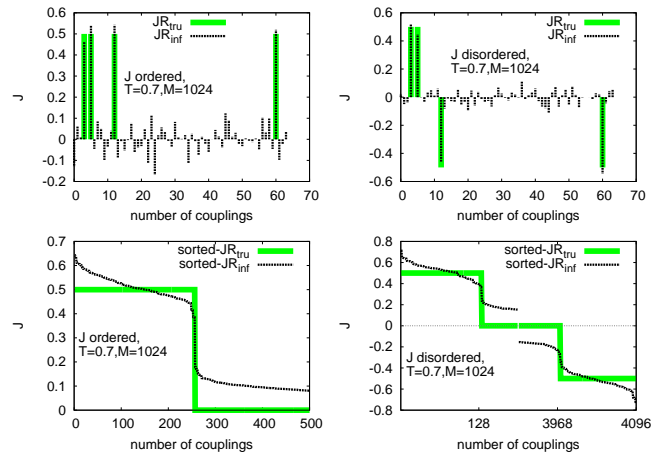 JR_tru
JR_inf
J ordered,
T=0.7,M=1024
J
0.6
0.5
0.4
0.3
0.2
0.1
0
-0.1
-0.2
0 10 20 30 40 50 60 70
number of couplings
JR_tru
JR_inf
J disordered,
T=0.7,M=1024
J
0.6
0.4
0.2
0
-0.2
-0.4
-0.6
0 10 20 30 40 50 60 70
number of couplings
sorted-JR_tru
sorted-JR_inf
J ordered,
T=0.7,M=1024
J
0.7
0.6
0.5
0.4
0.3
0.2
0.1
0
0 100 200 300 400 500
number of couplings
sorted-JR_tru
sorted-JR_inf
J disordered,
T=0.7,M=1024
J
0.8
0.6
0.4
0.2
0
-0.2
-0.4
-0.6
-0.8
128 3968 4096
number of couplings